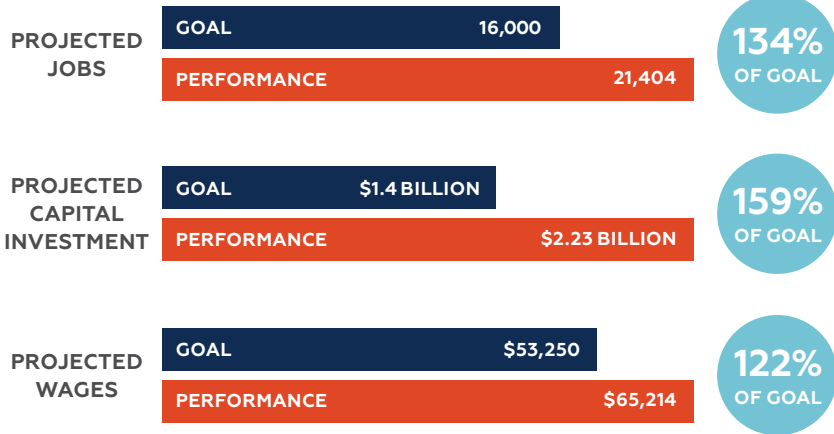 PROJECTED
JOBS
GOAL 16,000
PERFORMANCE 21,404
134%
OF GOAL
PROJECTED
CAPITAL
INVESTMENT
GOAL $1.4 BILLION
PERFORMANCE $2.23 BILLION
159%
OF GOAL
PROJECTED
WAGES
GOAL $53,250
PERFORMANCE $65,214
122%
OF GOAL